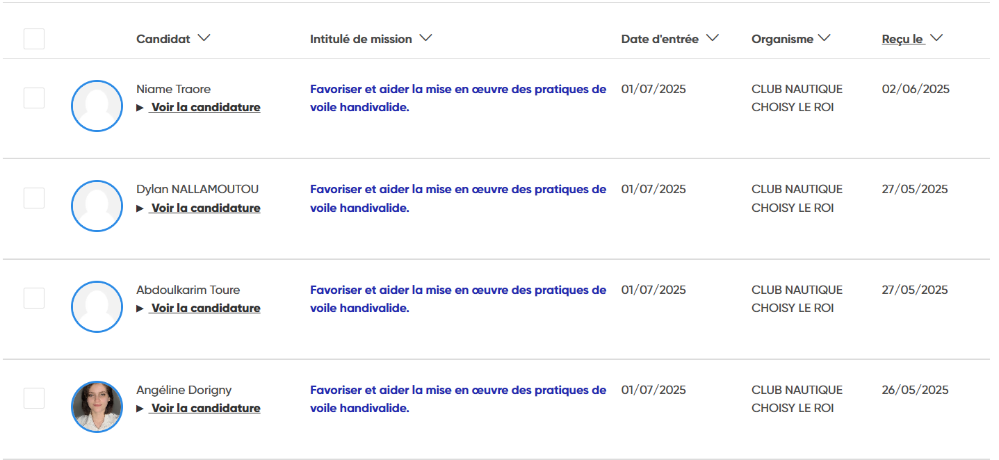 Candidat Intitulé de mission Date d'entrée Organisme Reçu le
Niame Traore Favoriser et aider la mise en œuvre des pratiques de 01/07/2025 CLUB NAUTIQUE 02/06/2025
► Voir la candidature voile handivalide. CHOISY LE ROI
Dylan NALLAMOUTOU Favoriser et aider la mise en œuvre des pratiques de 01/07/2025 CLUB NAUTIQUE 27/05/2025
► Voir la candidature voile handivalide. CHOISY LE ROI
Abdoulkarim Toure Favoriser et aider la mise en œuvre des pratiques de 01/07/2025 CLUB NAUTIQUE 27/05/2025
► Voir la candidature voile handivalide. CHOISY LE ROI
Angéline Dorigny Favoriser et aider la mise en œuvre des pratiques de 01/07/2025 CLUB NAUTIQUE 26/05/2025
► Voir la candidature voile handivalide. CHOISY LE ROI